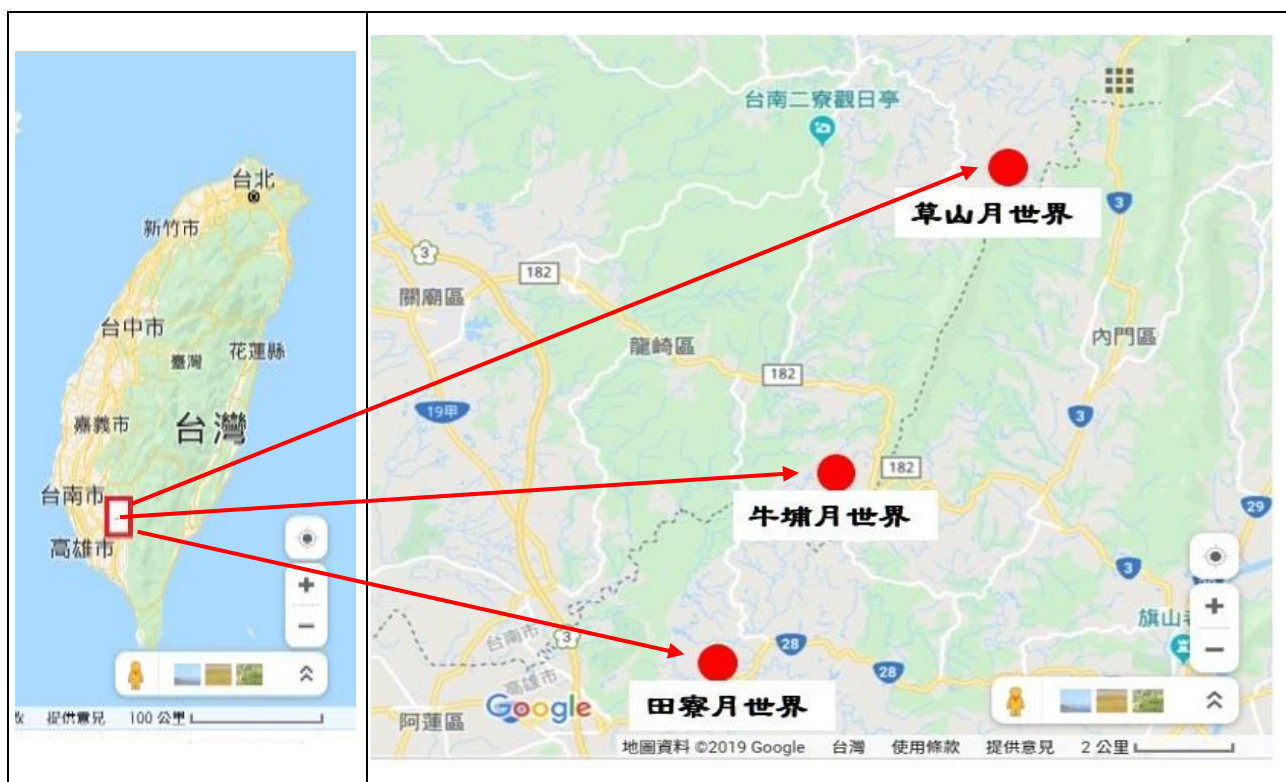 台北
新竹市
台中市
臺灣
花蓮縣
嘉義市
台灣
台南市
高雄市
提供意見 100 公里
台南二寮觀日亭
草山月世界
3
3
182
關廟區
龍崎區
內門區
182
19甲
3
182
牛埔月世界
29
3
旗山
台南市
3
28
高雄市
28
田寮月世界
阿蓮區
Google
地圖資料 ©2019 Google 台灣 使用條款 提供意見 2 公里